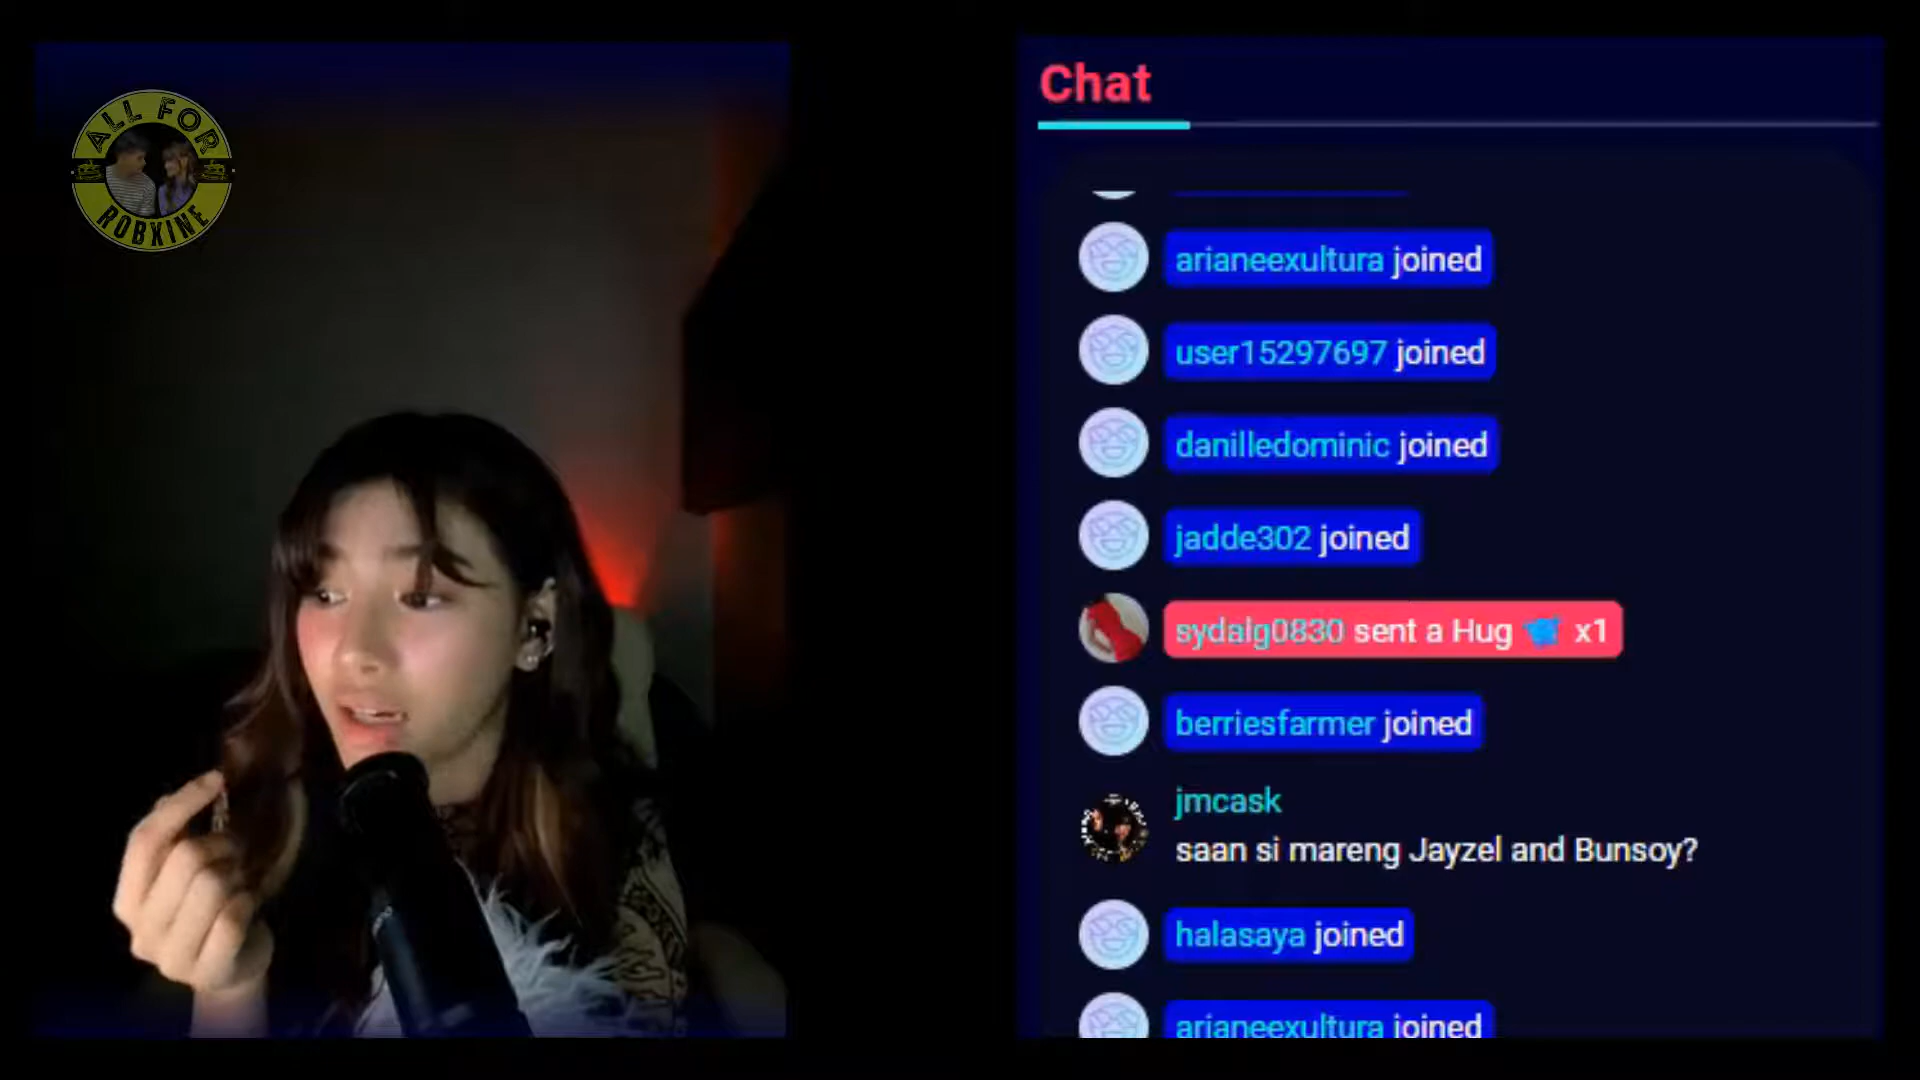 ALL FOR
ROBXINE
Chat
arianeexultura joined
user15297697 joined
danilledominic joined
jadde302 joined
sydalg0830 sent a Hug x1
berriesfarmer joined
jmcask
saan si mareng Jayzel and Bunsoy?
halasaya joined
arianeexultura joined